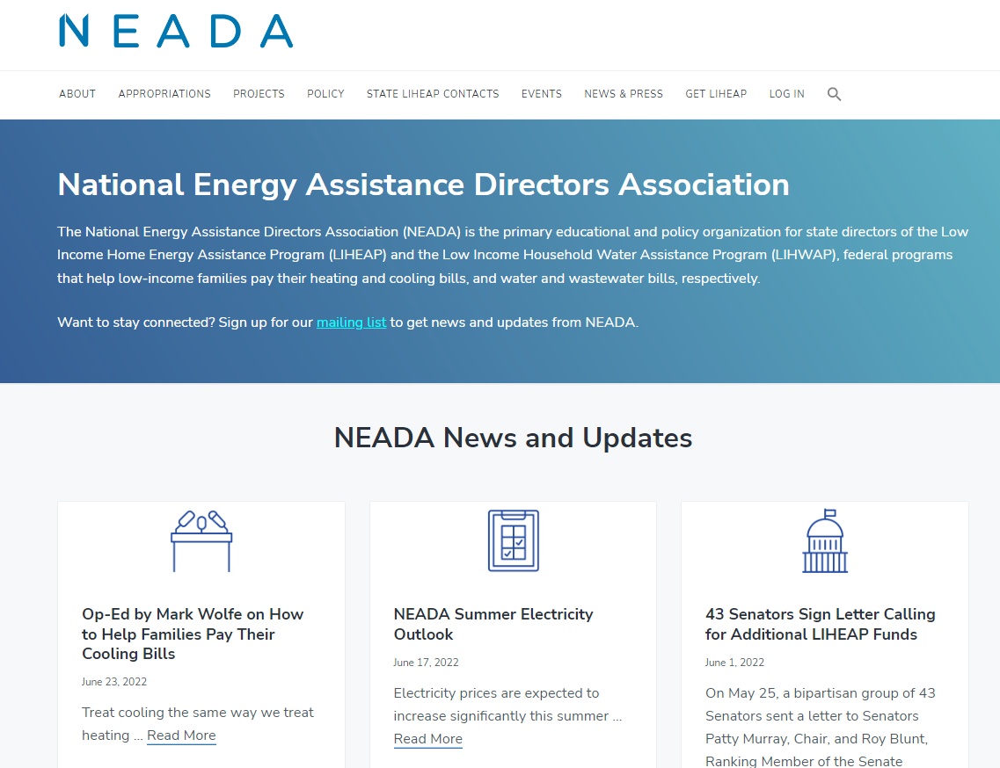 NEADA
ABOUT APPROPRIATIONS PROJECTS POLICY STATE LIHEAP CONTACTS EVENTS NEWS & PRESS GET LIHEAP LOG IN
National Energy Assistance Directors Association
The National Energy Assistance Directors Association (NEADA) is the primary educational and policy organization for state directors of the Low
Income Home Energy Assistance Program (LIHEAP) and the Low Income Household Water Assistance Program (LIHWAP), federal programs
that help low-income families pay their heating and cooling bills, and water and wastewater bills, respectively.
Want to stay connected? Sign up for our mailing list to get news and updates from NEADA.
NEADA News and Updates
Op-Ed by Mark Wolfe on How
to Help Families Pay Their
Cooling Bills
June 23, 2022
Treat cooling the same way we treat
heating ... Read More
NEADA Summer Electricity
Outlook
June 17, 2022
Electricity prices are expected to
increase significantly this summer ...
Read More
43 Senators Sign Letter Calling
for Additional LIHEAP Funds
June 1, 2022
On May 25, a bipartisan group of 43
Senators sent a letter to Senators
Patty Murray, Chair, and Roy Blunt,
Ranking Member of the Senate